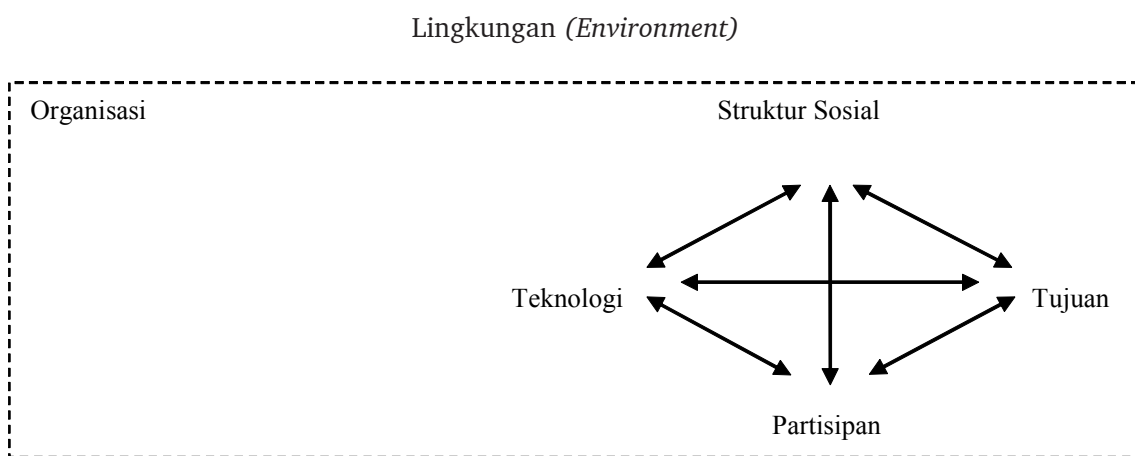 Lingkungan (Environment)
Organisasi
Struktur Sosial
Teknologi
Tujuan
Partisipan